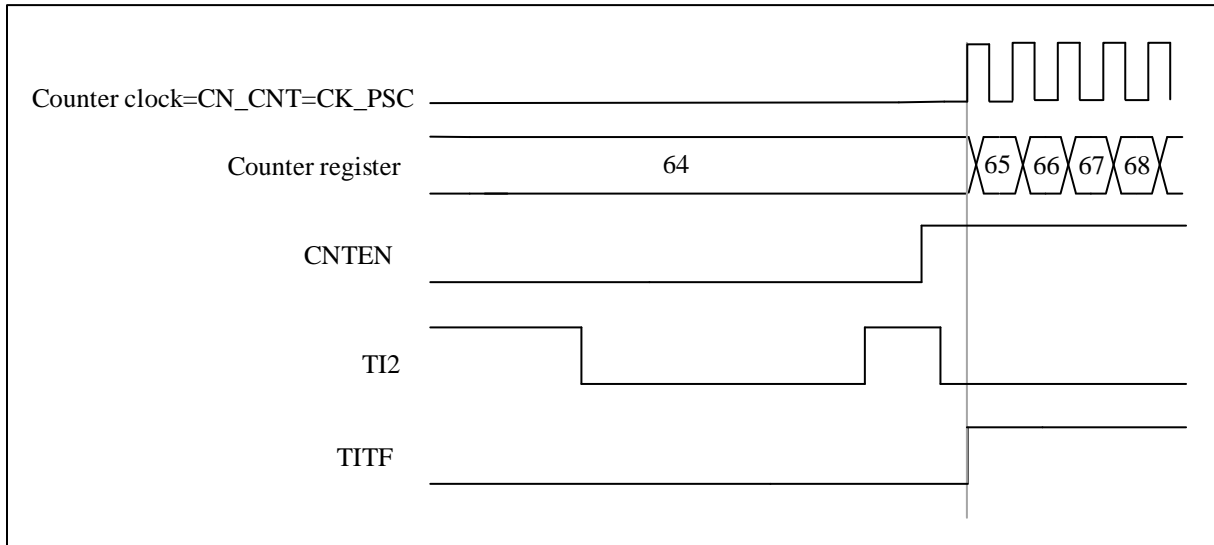 Counter clock=CN_CNT=CK_PSC
Counter register
64
65
66
67
68
CNTEN
TI2
TITF